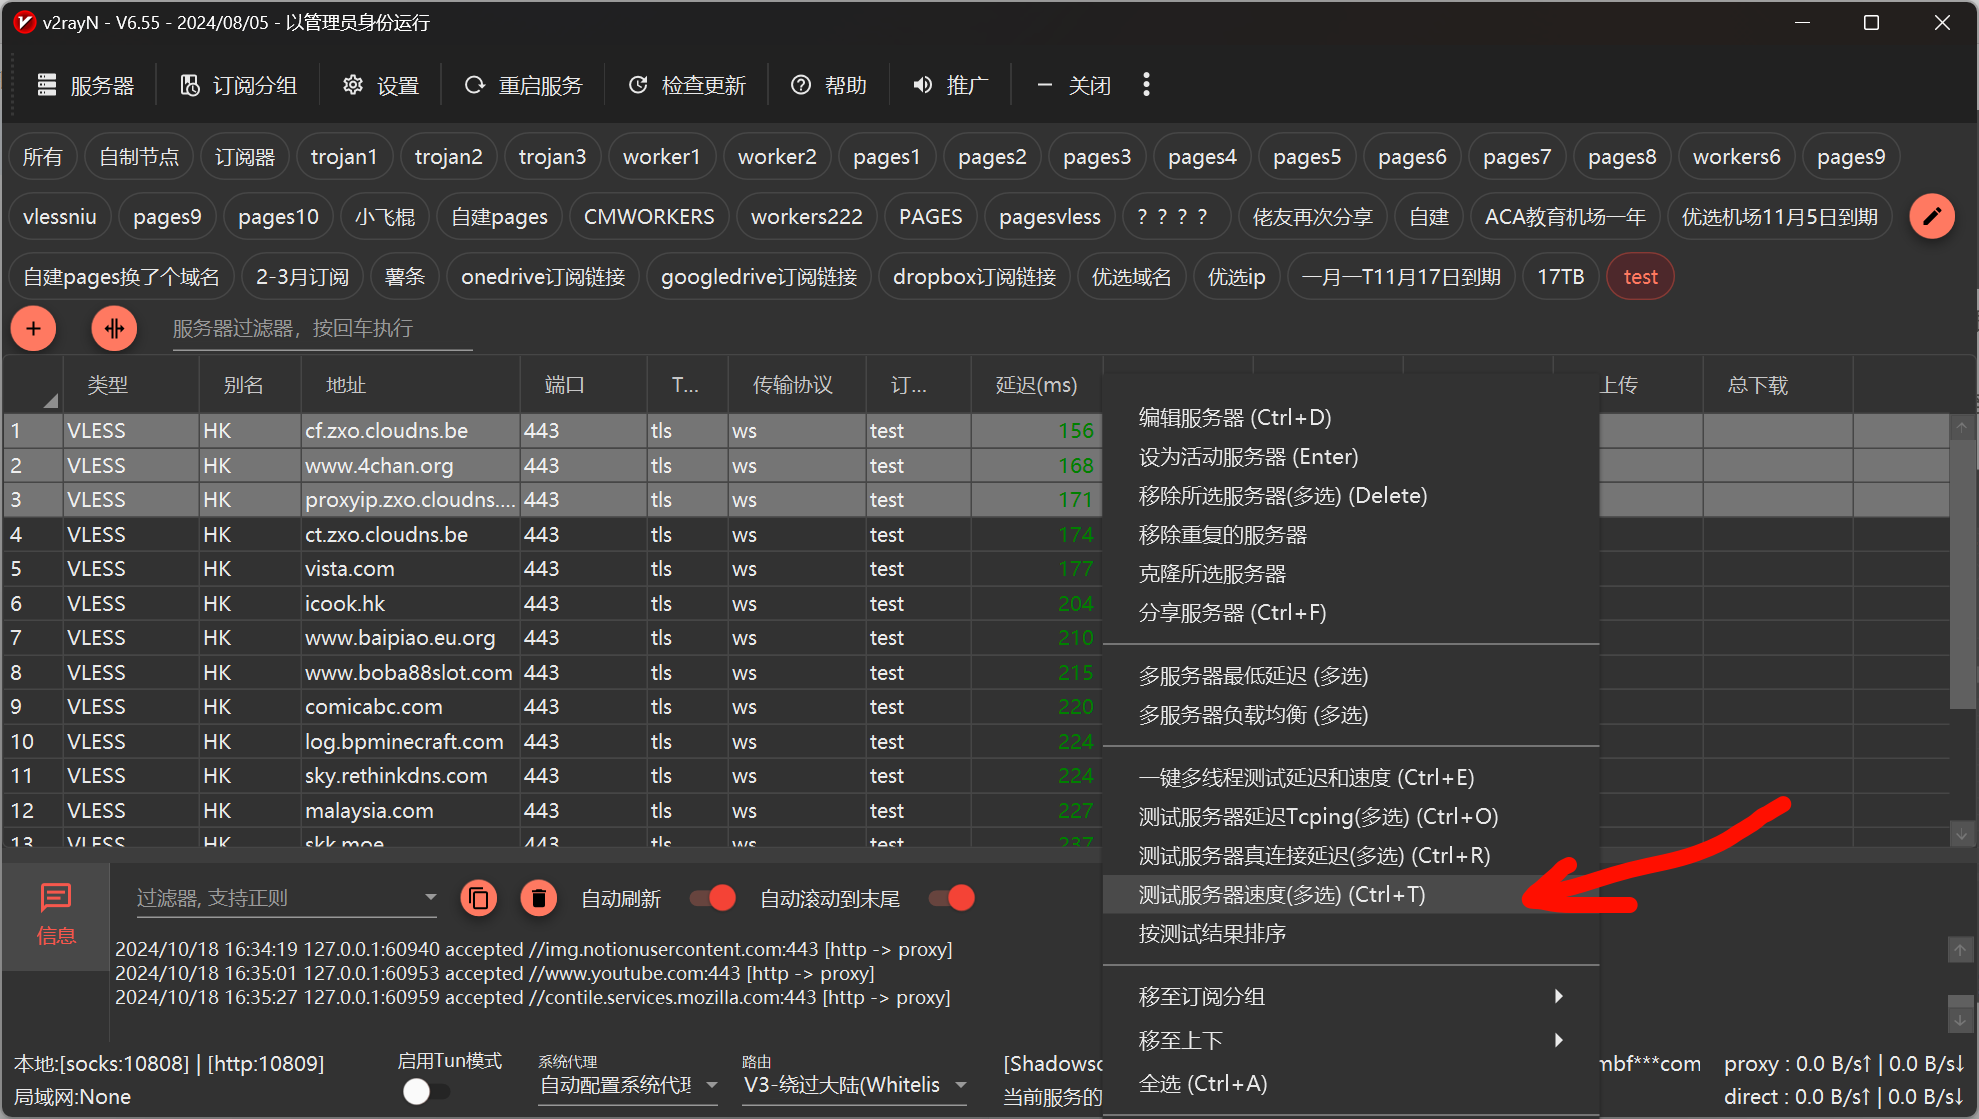 v2rayN - V6.55 - 2024/08/05 - 以管理员身份运行
服务器 订阅分组 设置 重启服务 检查更新 帮助 推广 关闭
所有 自制节点 订阅器 trojan1 trojan2 trojan3 worker1 worker2 pages1 pages2 pages3 pages4 pages5 pages6 pages7 pages8 workers6 pages9
vlessniu pages9 pages10 小飞棍 自建pages CMWORKERS workers222 PAGES pagesvless ？？？？ 佬友再次分享 自建 ACA教育机场一年 优选机场11月5日到期
自建pages换了个域名 2-3月订阅 薯条 onedrive订阅链接 googledrive订阅链接 dropbox订阅链接 优选域名 优选ip 一月一T11月17日到期 17TB test
服务器过滤器，按回车执行
类型 别名 地址 端口 T... 传输协议 订... 延迟(ms) 上传 总下载
1 VLESS HK cf.zxo.cloudns.be 443 tls ws test 156
2 VLESS HK www.4chan.org 443 tls ws test 168
3 VLESS HK proxyip.zxo.cloudns.... 443 tls ws test 171
4 VLESS HK ct.zxo.cloudns.be 443 tls ws test 174
5 VLESS HK vista.com 443 tls ws test 177
6 VLESS HK icook.hk 443 tls ws test 204
7 VLESS HK www.baipiao.eu.org 443 tls ws test 210
8 VLESS HK www.boba88slot.com 443 tls ws test 215
9 VLESS HK comicabc.com 443 tls ws test 220
10 VLESS HK log.bpminecraft.com 443 tls ws test 224
11 VLESS HK sky.rethinkdns.com 443 tls ws test 224
12 VLESS HK malaysia.com 443 tls ws test 227
13 VLESS HK skk.moe 443 tls ws test 237
编辑服务器 (Ctrl+D)
设为活动服务器 (Enter)
移除所选服务器(多选) (Delete)
移除重复的服务器
克隆所选服务器
分享服务器 (Ctrl+F)
多服务器最低延迟 (多选)
多服务器负载均衡 (多选)
一键多线程测试延迟和速度 (Ctrl+E)
测试服务器延迟Tcping(多选) (Ctrl+O)
测试服务器真连接延迟(多选) (Ctrl+R)
测试服务器速度(多选) (Ctrl+T)
按测试结果排序
移至订阅分组
移至上下
全选 (Ctrl+A)
信息
过滤器, 支持正则 自动刷新 自动滚动到末尾
2024/10/18 16:34:19 127.0.0.1:60940 accepted //img.notionusercontent.com:443 [http -> proxy]
2024/10/18 16:35:01 127.0.0.1:60953 accepted //www.youtube.com:443 [http -> proxy]
2024/10/18 16:35:27 127.0.0.1:60959 accepted //contile.services.mozilla.com:443 [http -> proxy]
本地:[socks:10808] | [http:10809]
局域网:None
启用Tun模式
系统代理
自动配置系统代理
路由
V3-绕过大陆(Whitelis
[Shadowsc
当前服务的
mbf***com
proxy : 0.0 B/s↑ | 0.0 B/s↓
direct : 0.0 B/s↑ | 0.0 B/s↓